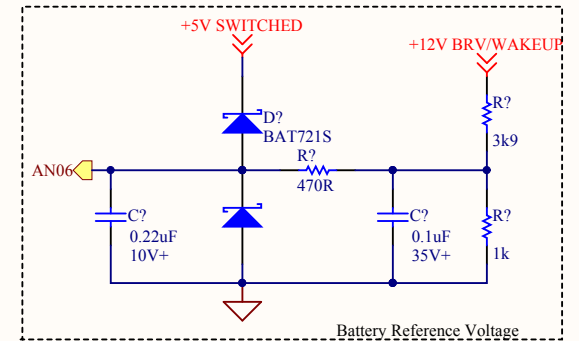 +5V SWITCHED
+12V BRV/WAKEUP
R?
3k9
D?
BAT721S
R?
470R
AN06
C?
0.22uF
10V+
C?
0.1uF
35V+
R?
1k
Battery Reference Voltage